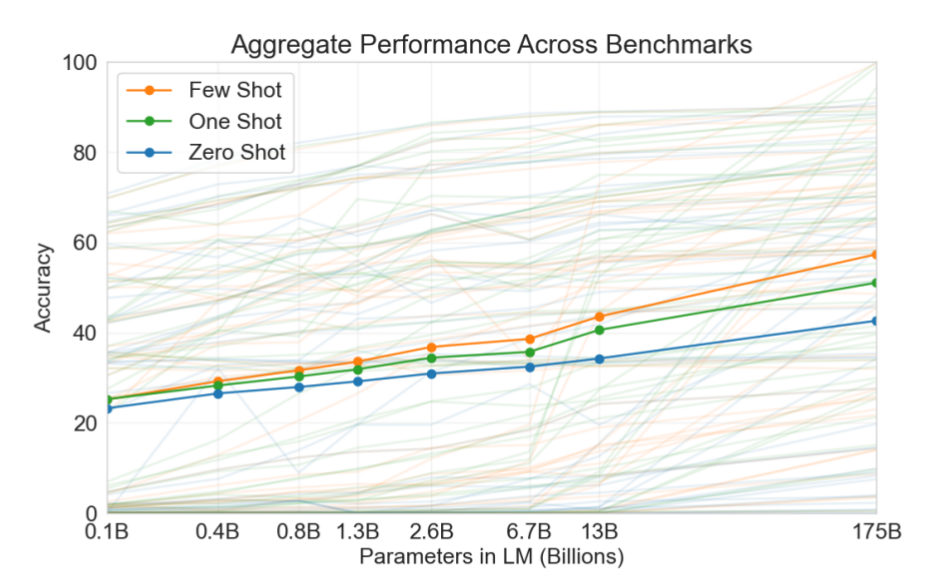 Aggregate Performance Across Benchmarks
100
80
60
40
20
0
Accuracy
Few Shot
One Shot
Zero Shot
0.1B 0.4B 0.8B 1.3B 2.6B 6.7B 13B 175B
Parameters in LM (Billions)